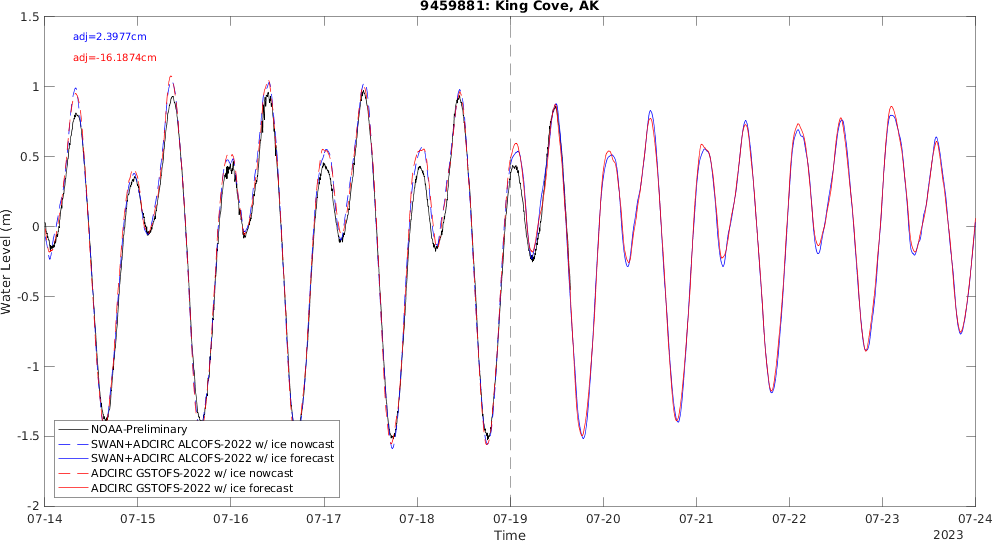 9459881: King Cove, AK
adj=2.3977cm
adj=-16.1874cm
Water Level (m)
1.5
1
0.5
0
-0.5
-1
-1.5
-2
NOAA-Preliminary
SWAN+ADCIRC ALCOFS-2022 w/ ice nowcast
SWAN+ADCIRC ALCOFS-2022 w/ ice forecast
ADCIRC GSTOFS-2022 w/ ice nowcast
ADCIRC GSTOFS-2022 w/ ice forecast
07-14 07-15 07-16 07-17 07-18 07-19 07-20 07-21 07-22 07-23 07-24
Time
2023